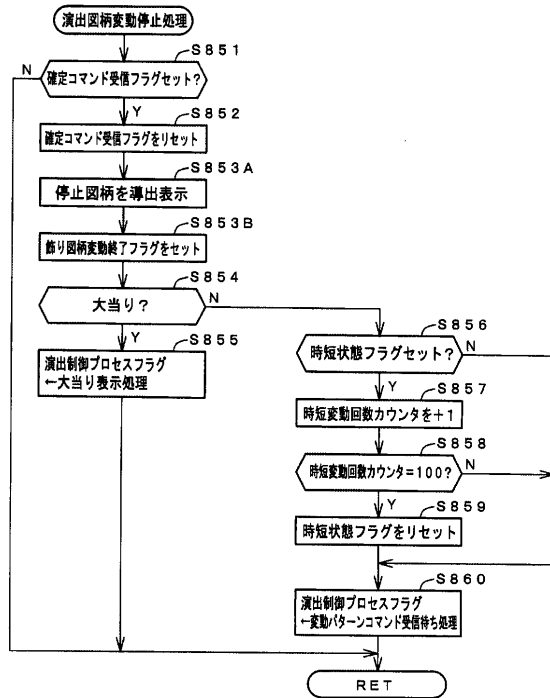 演出図柄変動停止処理
S851
確定コマンド受信フラグセット?
N
Y
S852
確定コマンド受信フラグをリセット
S853A
停止図柄を導出表示
S853B
飾り図柄変動終了フラグをセット
S854
大当り?
N
Y
S855
演出制御プロセスフラグ
←大当り表示処理
S856
時短状態フラグセット?
N
Y
S857
時短変動回数カウンタを+1
S858
時短変動回数カウンタ=100?
N
Y
S859
時短状態フラグをリセット
S860
演出制御プロセスフラグ
←変動パターンコマンド受信待ち処理
RET